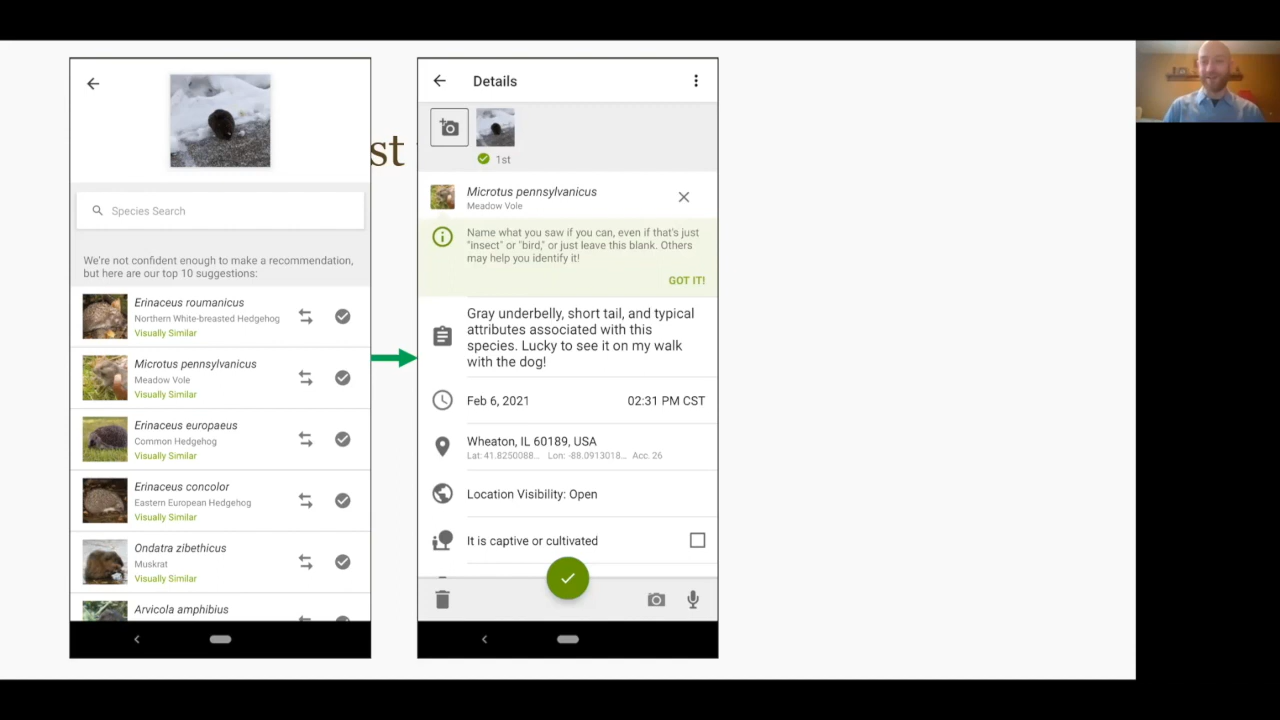 st
Species Search
We're not confident enough to make a recommendation,
but here are our top 10 suggestions:
Erinaceus roumanicus
Northern White-breasted Hedgehog
Visually Similar
Microtus pennsylvanicus
Meadow Vole
Visually Similar
Erinaceus europaeus
Common Hedgehog
Visually Similar
Erinaceus concolor
Eastern European Hedgehog
Visually Similar
Ondatra zibethicus
Muskrat
Visually Similar
Arvicola amphibius
Details
1st
Microtus pennsylvanicus
Meadow Vole
Name what you saw if you can, even if that's just
"insect" or "bird," or just leave this blank. Others
may help you identify it!
GOT IT!
Gray underbelly, short tail, and typical
attributes associated with this
species. Lucky to see it on my walk
with the dog!
Feb 6, 2021 02:31 PM CST
Wheaton, IL 60189, USA
Lat: 41.8250088... Lon: -88.0913018... Acc. 26
Location Visibility: Open
It is captive or cultivated